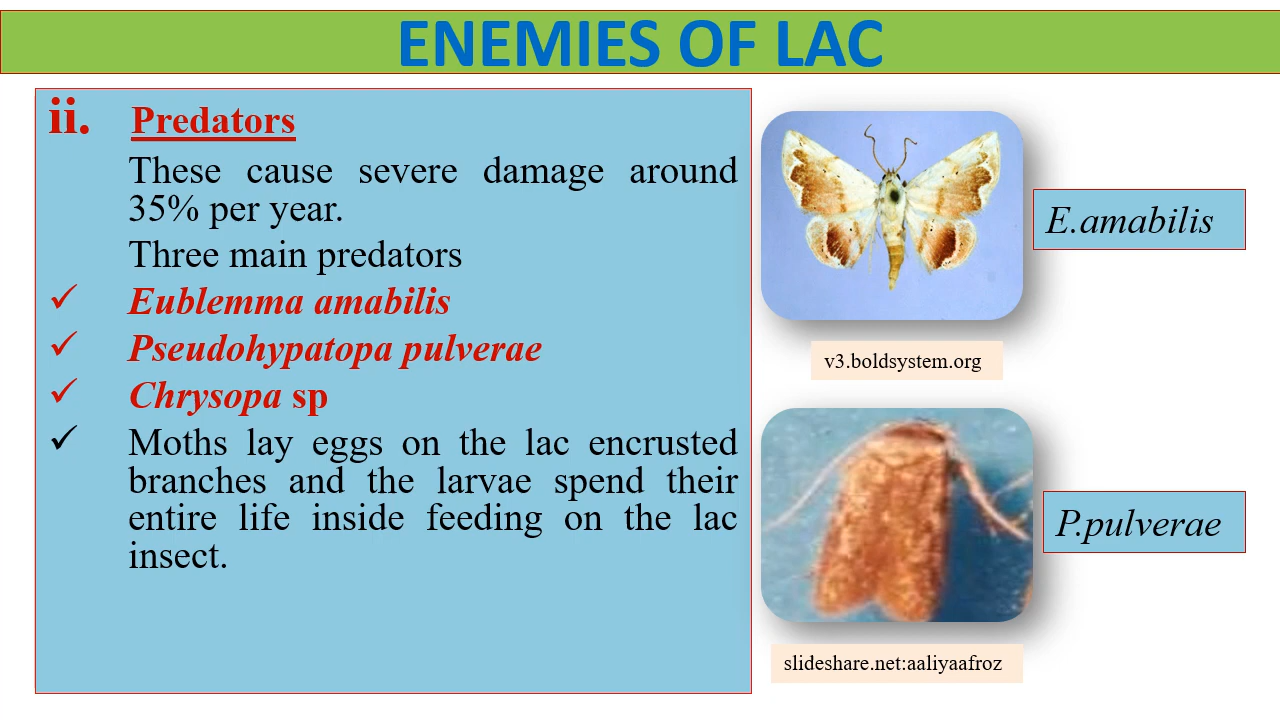 ENEMIES OF LAC
ii. Predators
These cause severe damage around
35% per year.
Three main predators
✓ Eublemma amabilis
✓ Pseudohypatopa pulverae
✓ Chrysopa sp
✓ Moths lay eggs on the lac encrusted
branches and the larvae spend their
entire life inside feeding on the lac
insect.
E.amabilis
v3.boldsystem.org
P.pulverae
slideshare.net:aaliyaafroz